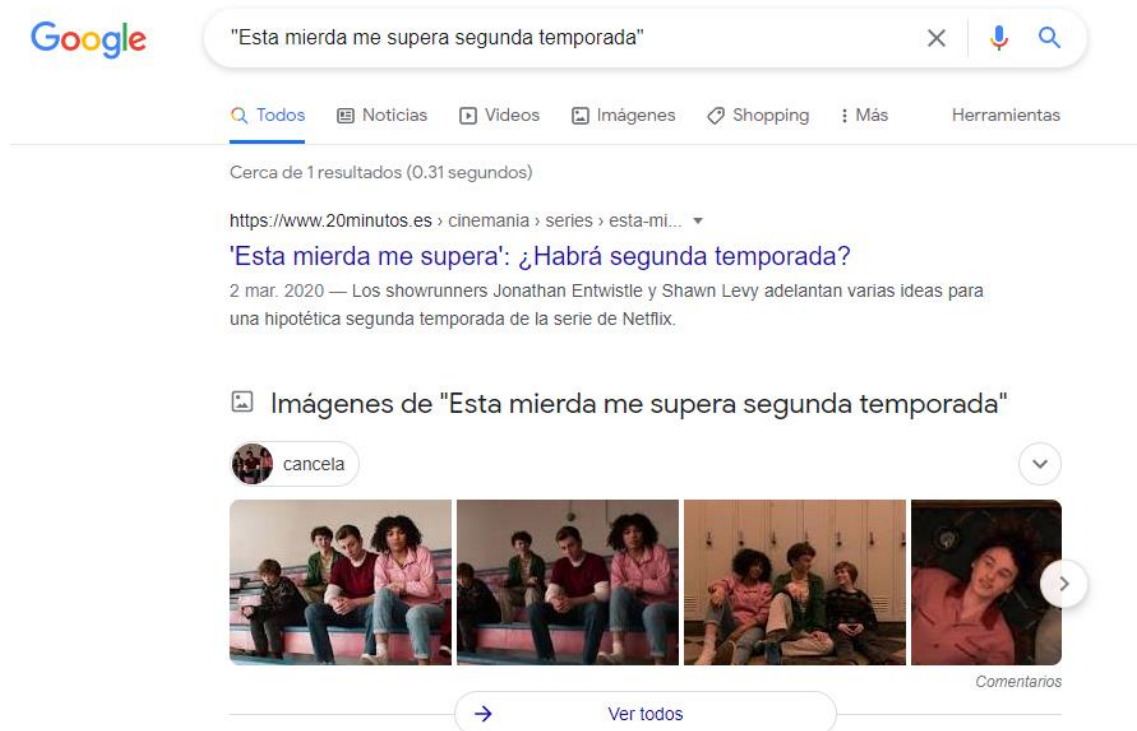 Google
"Esta mierda me supera segunda temporada"
Todos Noticias Videos Imágenes Shopping Más Herramientas
Cerca de 1 resultados (0.31 segundos)
https://www.20minutos.es › cinemania › series › esta-mi...
'Esta mierda me supera': ¿Habrá segunda temporada?
2 mar. 2020 — Los showrunners Jonathan Entwistle y Shawn Levy adelantan varias ideas para
una hipotética segunda temporada de la serie de Netflix.
Imágenes de "Esta mierda me supera segunda temporada"
cancela
Comentarios
Ver todos